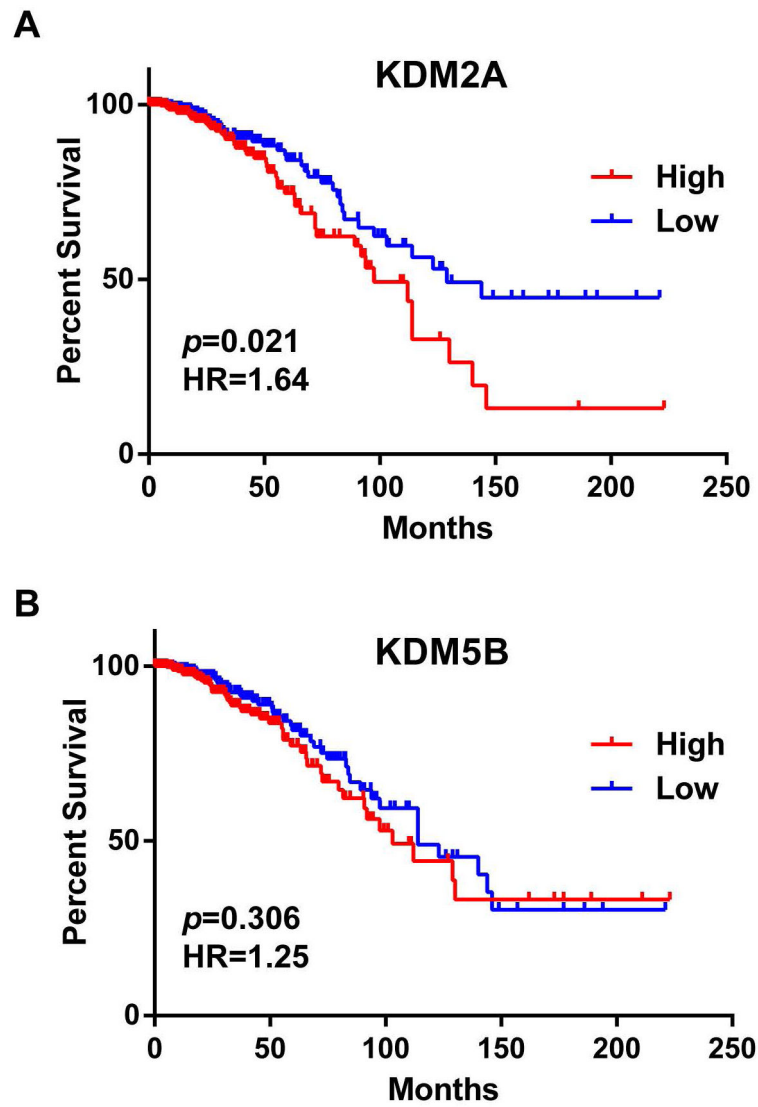 A
KDM2A
Percent Survival
100
50
0
High
Low
p=0.021
HR=1.64
0 50 100 150 200 250
Months
B
KDM5B
Percent Survival
100
50
0
High
Low
p=0.306
HR=1.25
0 50 100 150 200 250
Months